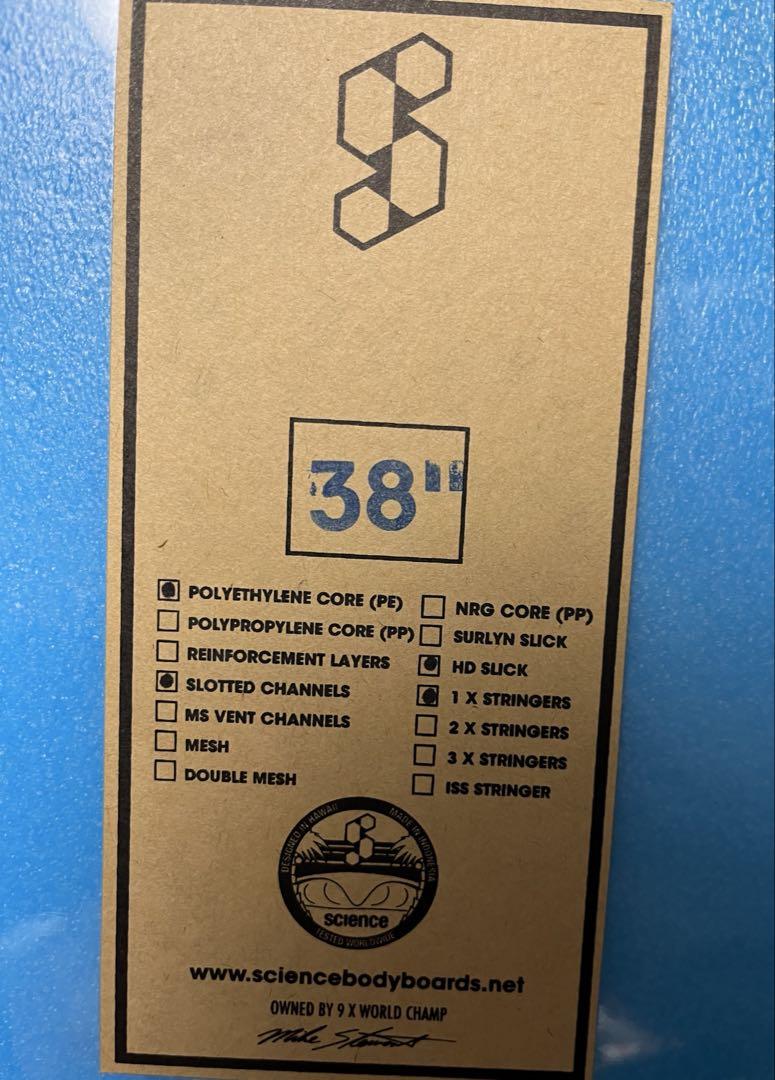 38"
POLYETHYLENE CORE (PE)
POLYPROPYLENE CORE (PP)
REINFORCEMENT LAYERS
SLOTTED CHANNELS
MS VENT CHANNELS
MESH
DOUBLE MESH
NRG CORE (PP)
SURLYN SLICK
HD SLICK
1 X STRINGERS
2 X STRINGERS
3 X STRINGERS
ISS STRINGER
DESIGNED IN HAWAII
MADE IN INDONESIA
science
TESTED WORLDWIDE
www.sciencebodyboards.net
OWNED BY 9 X WORLD CHAMP
Mike Stewart